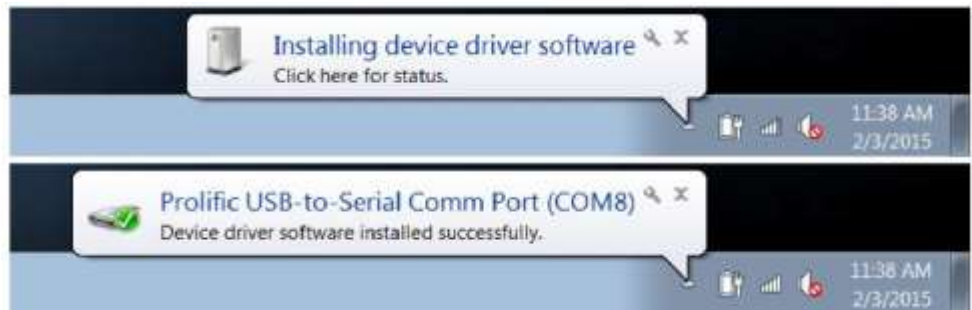 Installing device driver software
Click here for status.
11:38 AM
2/3/2015
Prolific USB-to-Serial Comm Port (COM8)
Device driver software installed successfully.
11:38 AM
2/3/2015